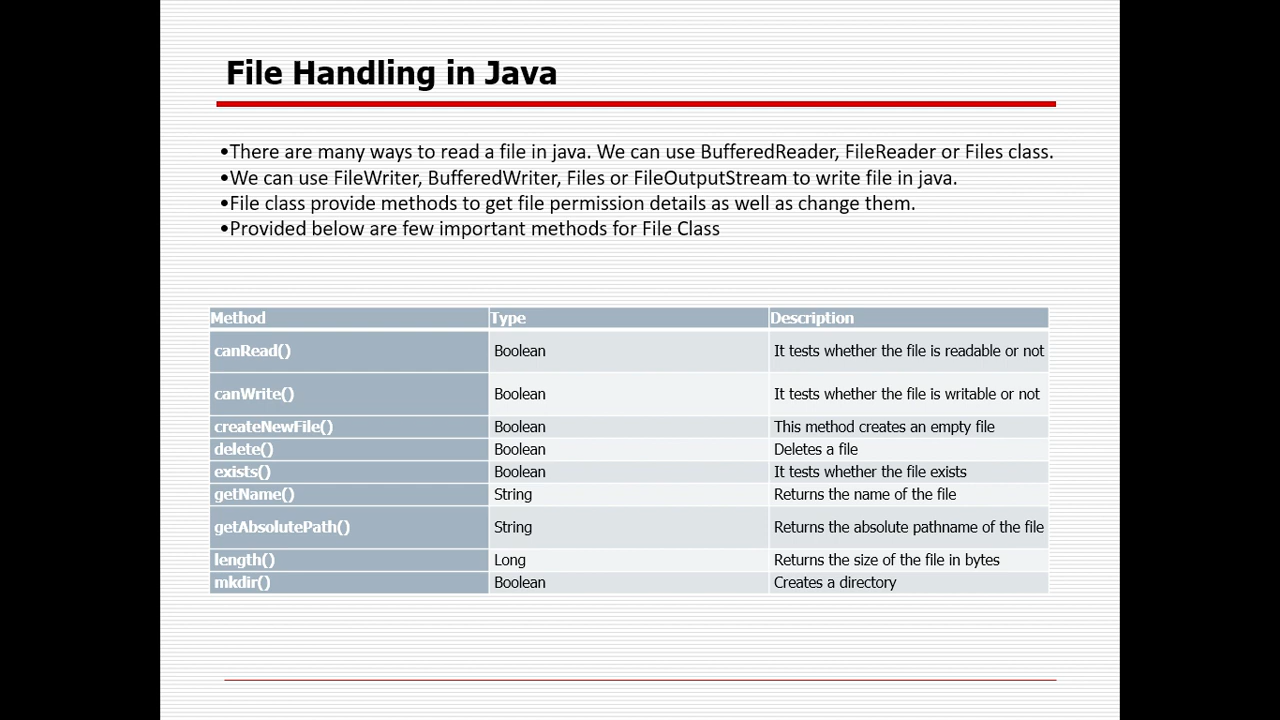 File Handling in Java
•There are many ways to read a file in java. We can use BufferedReader, FileReader or Files class.
•We can use FileWriter, BufferedWriter, Files or FileOutputStream to write file in java.
•File class provide methods to get file permission details as well as change them.
•Provided below are few important methods for File Class
Method Type Description
canRead() Boolean It tests whether the file is readable or not
canWrite() Boolean It tests whether the file is writable or not
createNewFile() Boolean This method creates an empty file
delete() Boolean Deletes a file
exists() Boolean It tests whether the file exists
getName() String Returns the name of the file
getAbsolutePath() String Returns the absolute pathname of the file
length() Long Returns the size of the file in bytes
mkdir() Boolean Creates a directory